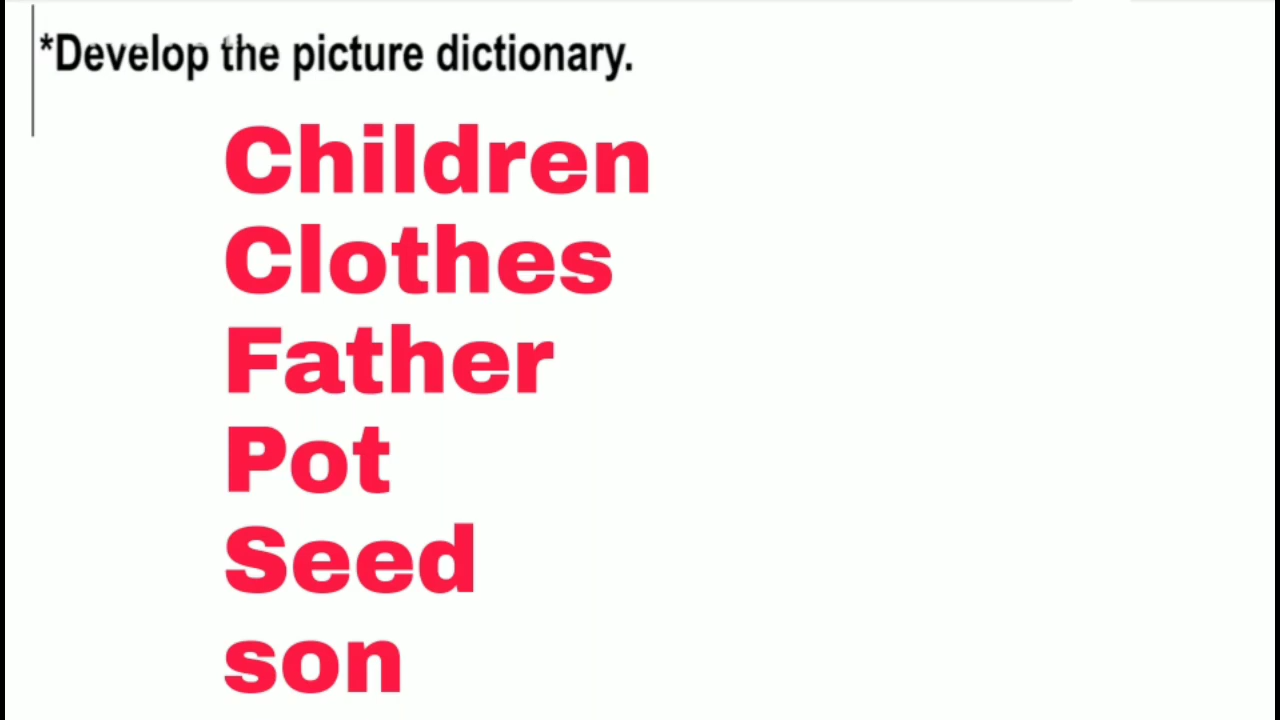 *Develop the picture dictionary.
Children
Clothes
Father
Pot
Seed
son